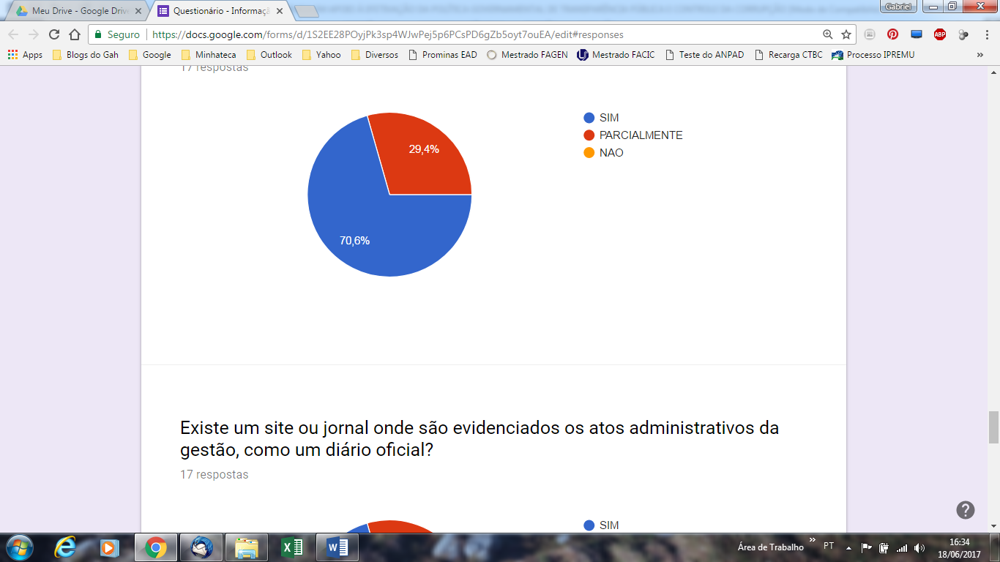 Meu Drive - Google Drive
Questionário - Informaçã
Gabriel
Seguro
https://docs.google.com/forms/d/1S2EE28POyjPk3sp4WJwPej5p6PCsPD6gZb5oyt7ouEA/edit#responses
ABP
Apps Blogs do Gah Google Minhateca Outlook Yahoo Diversos Prominas EAD Mestrado FAGEN Mestrado FACIC Teste do ANPAD Recarga CTBC Processo IPREMU »
17 respostas
SIM
PARCIALMENTE
NAO
29,4%
70,6%
Existe um site ou jornal onde são evidenciados os atos administrativos da
gestão, como um diário oficial?
17 respostas
SIM
Área de Trabalho » PT
16:34
18/06/2017